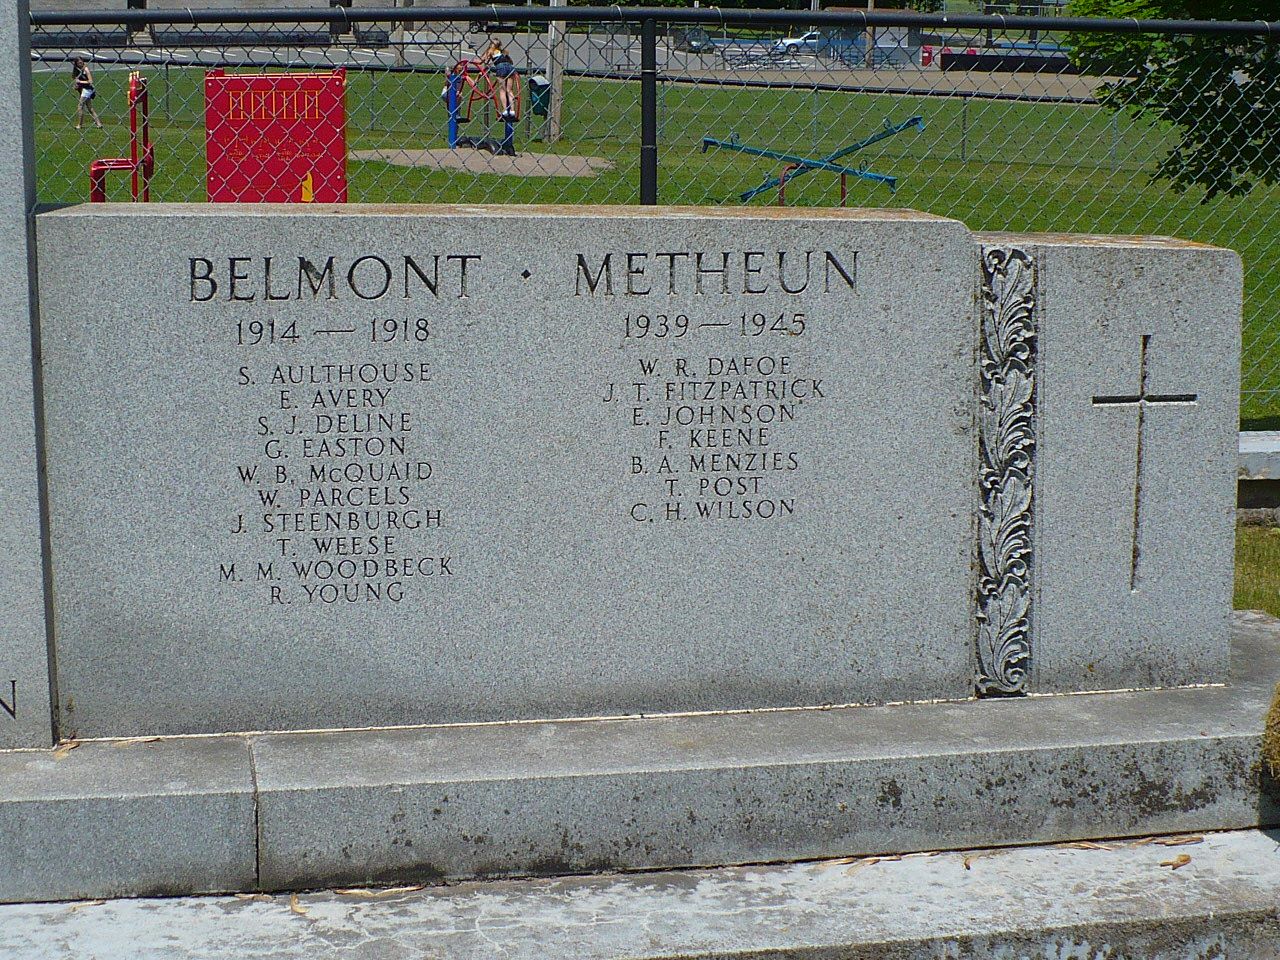 BELMONT · METHEUN
1914 — 1918
S. AULTHOUSE
E. AVERY
S. J. DELINE
G. EASTON
W. B. McQUAID
W. PARCELS
J. STEENBURGH
T. WEESE
M. M. WOODBECK
R. YOUNG
1939 — 1945
W. R. DAFOE
J. T. FITZPATRICK
E. JOHNSON
F. KEENE
B. A. MENZIES
T. POST
C. H. WILSON
N